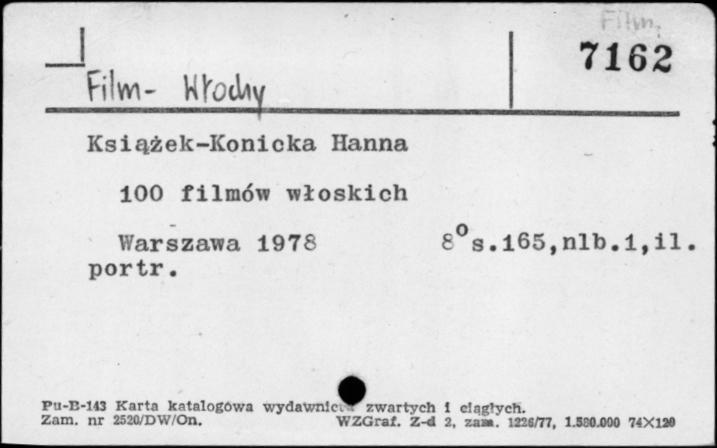 Film,
7162
Film- Włochy
Książek-Konicka Hanna
100 filmów włoskich
Warszawa 1978 8° s.165,nlb.1,il.
portr.
Pu-B-143 Karta katalogowa wydawnictw zwartych i ciągłych.
Zam. nr 2520/DW/On. WZGraf. Z-d 2, zam. 1226/77, 1.580.000 74X120